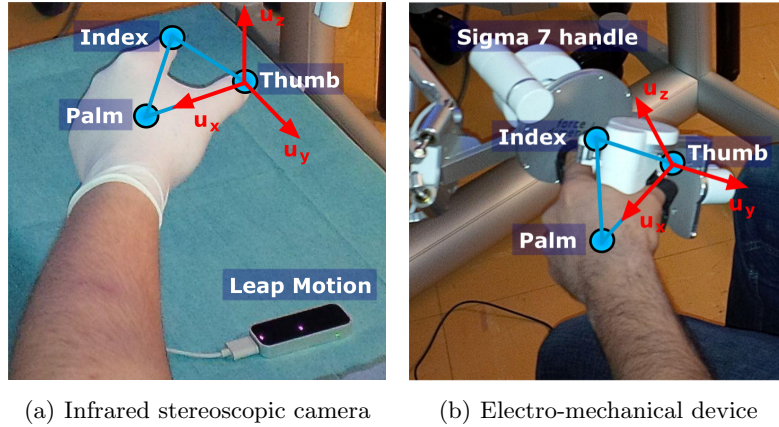 Index
u_z
Thumb
Palm
u_x
u_y
Leap Motion
Sigma 7 handle
u_z
force
Index
Thumb
u_y
u_x
Palm
(a) Infrared stereoscopic camera
(b) Electro-mechanical device